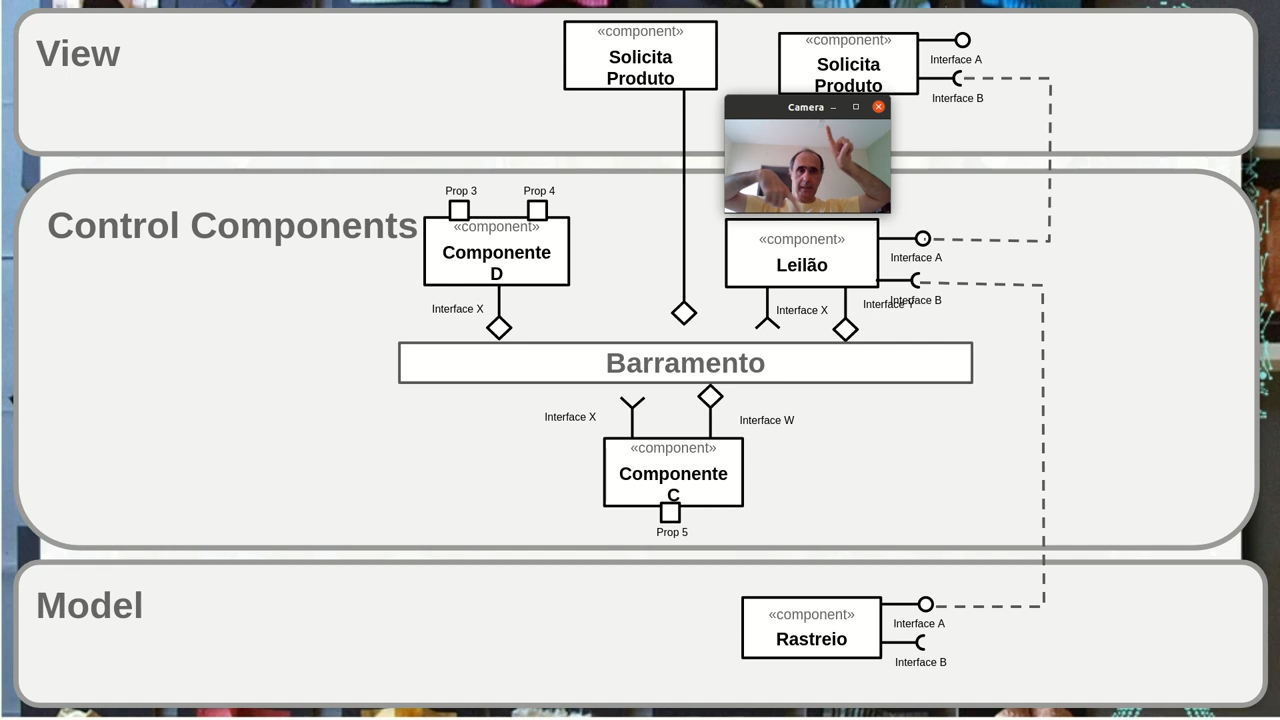 View
«component»
Solicita
Produto
«component»
Solicita
Produto
Interface A
Interface B
Camera
Control Components
Prop 3
Prop 4
«component»
Componente
D
Interface X
«component»
Leilão
Interface A
Interface B
Interface X
Interface Y
Barramento
Interface X
Interface W
«component»
Componente
C
Prop 5
Model
«component»
Rastreio
Interface A
Interface B